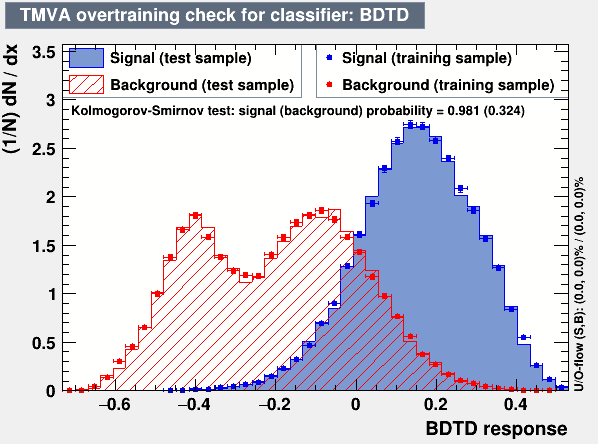 TMVA overtraining check for classifier: BDTD
(1/N) dN / dx
3.5
3
2.5
2
1.5
1
0.5
0
Signal (test sample)
Background (test sample)
Signal (training sample)
Background (training sample)
Kolmogorov-Smirnov test: signal (background) probability = 0.981 (0.324)
U/O-flow (S,B): (0.0, 0.0)% / (0.0, 0.0)%
−0.6 −0.4 −0.2 0 0.2 0.4
BDTD response